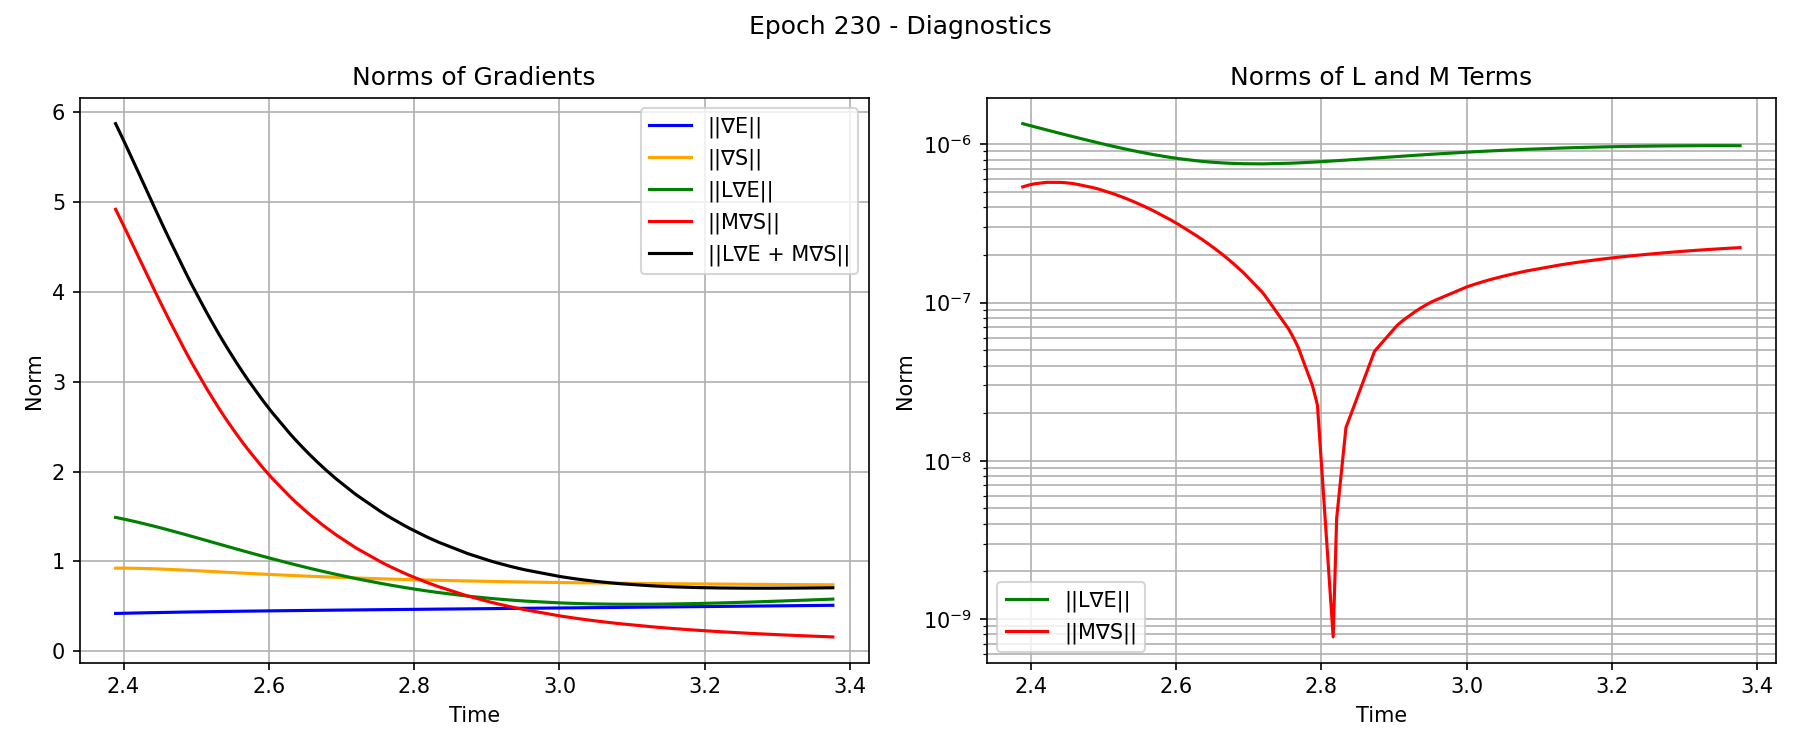 Epoch 230 - Diagnostics
Norms of Gradients
6
5
4
3
2
1
0
Norm
2.4 2.6 2.8 3.0 3.2 3.4
Time
||∇E||
||∇S||
||L∇E||
||M∇S||
||L∇E + M∇S||
Norms of L and M Terms
10⁻⁶
10⁻⁷
10⁻⁸
10⁻⁹
Norm
2.4 2.6 2.8 3.0 3.2 3.4
Time
||L∇E||
||M∇S||